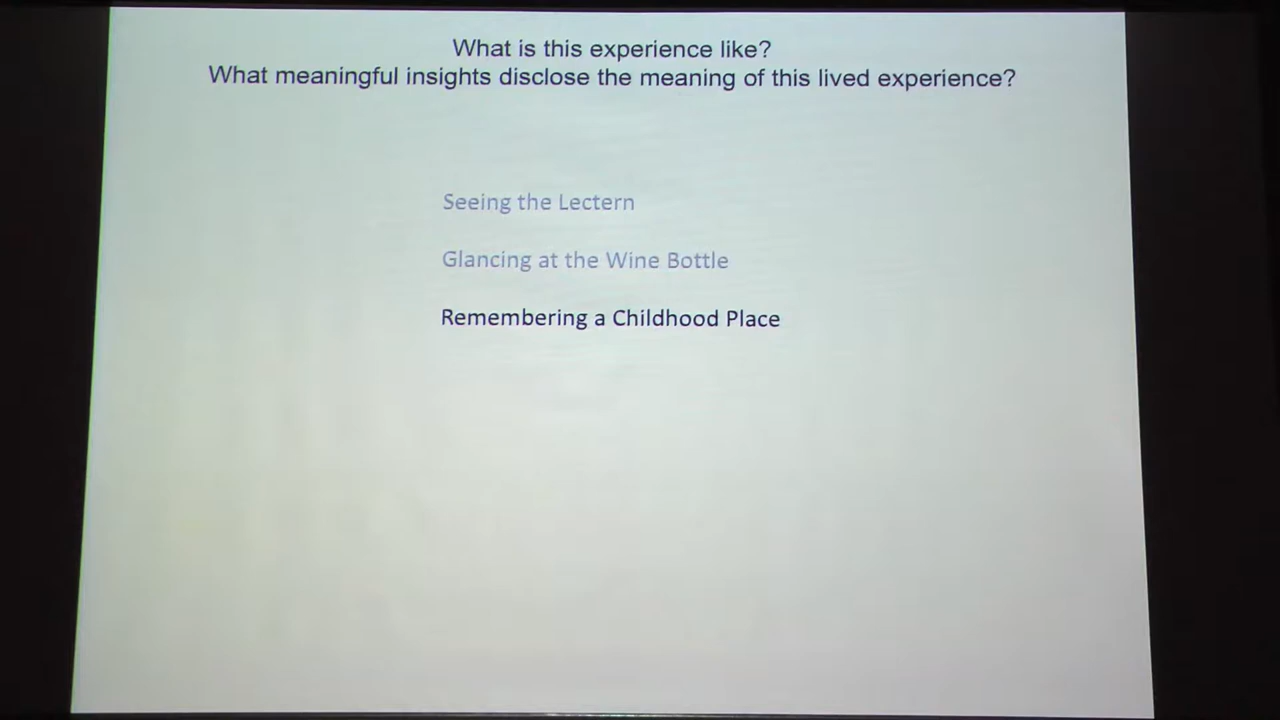 What is this experience like?
What meaningful insights disclose the meaning of this lived experience?
Seeing the Lectern
Glancing at the Wine Bottle
Remembering a Childhood Place